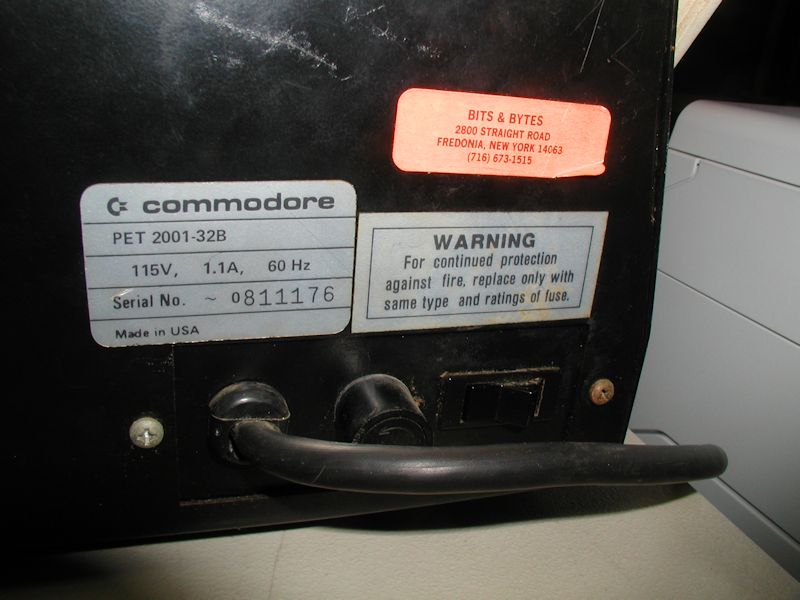 BITS & BYTES
2800 STRAIGHT ROAD
FREDONIA, NEW YORK 14063
(716) 673-1515
commodore
PET 2001-32B
115V, 1.1A, 60 Hz
Serial No. ~ 0811176
Made in USA
WARNING
For continued protection
against fire, replace only with
same type and ratings of fuse.